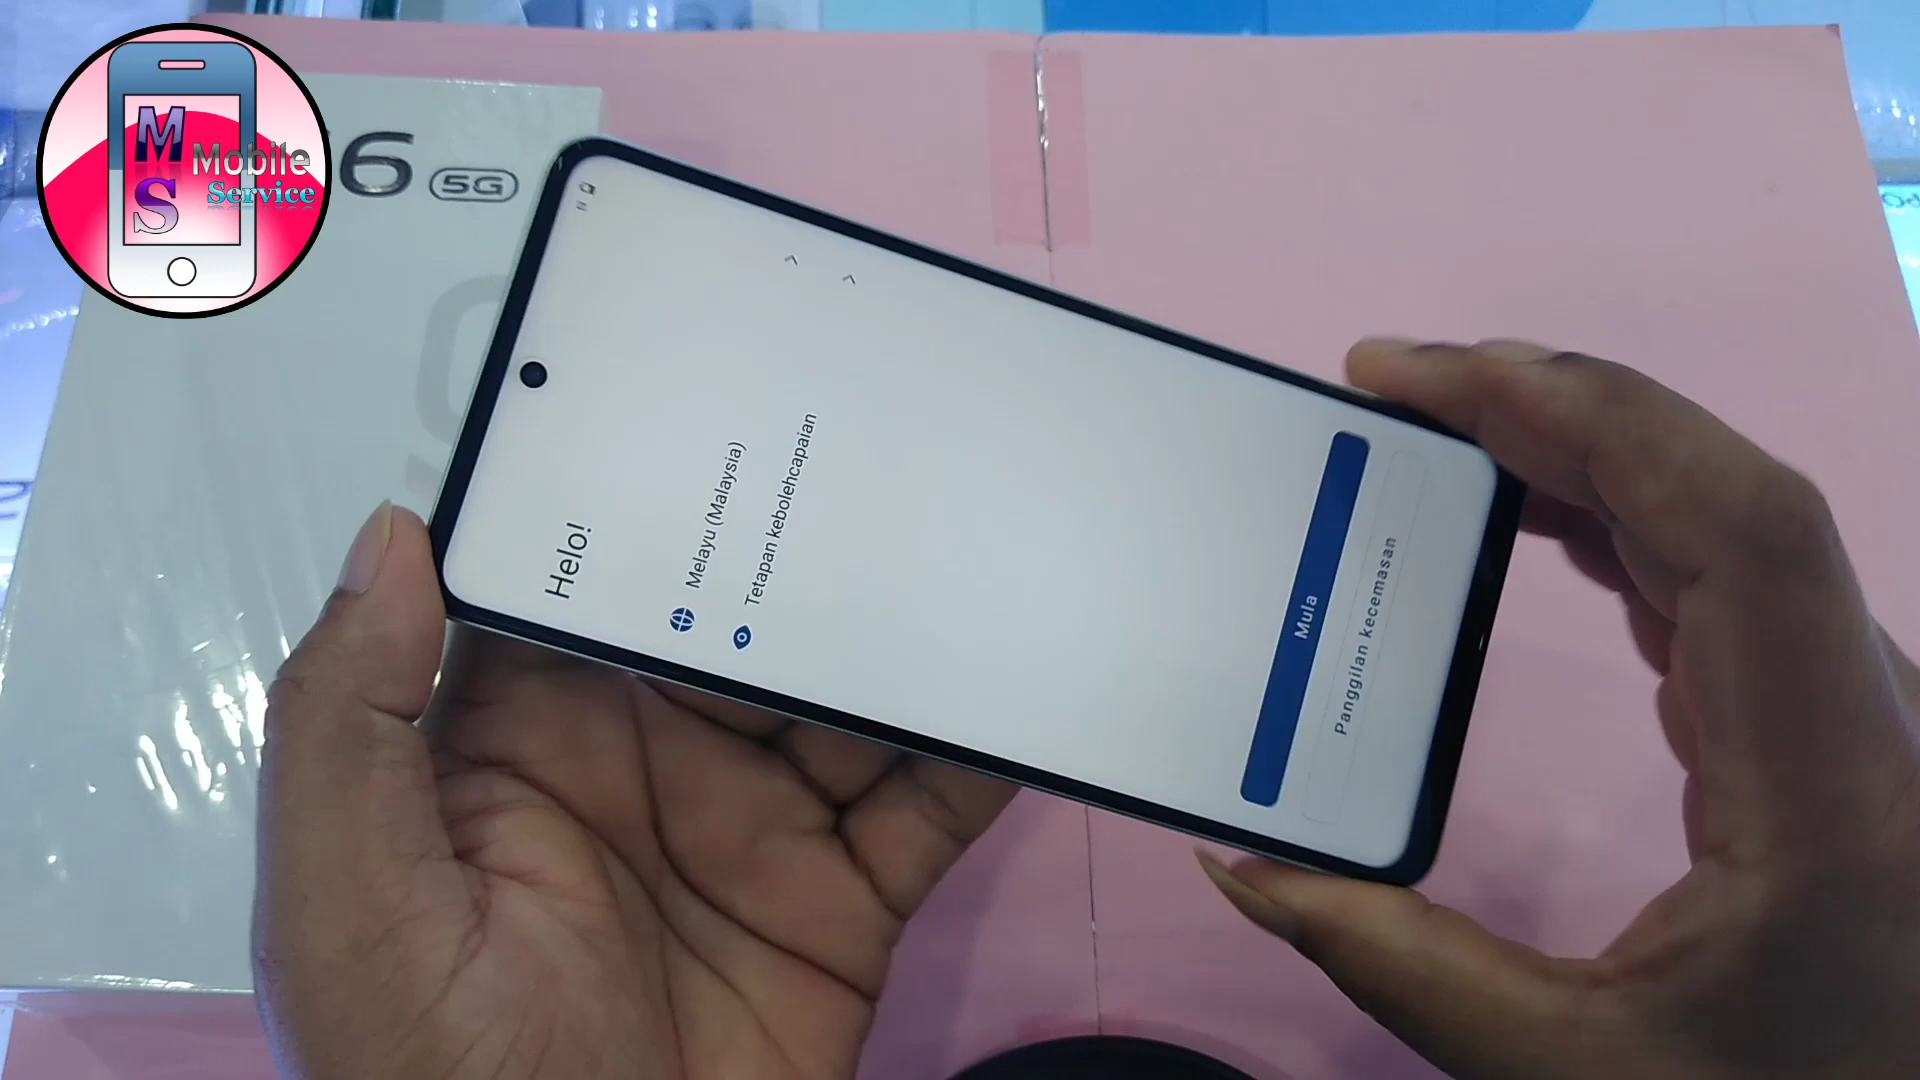 M
S
Mobile
Service
6 5G
Helo!
Melayu (Malaysia)
Tetapan kebolehcapaian
Mula
Panggilan kecemasan